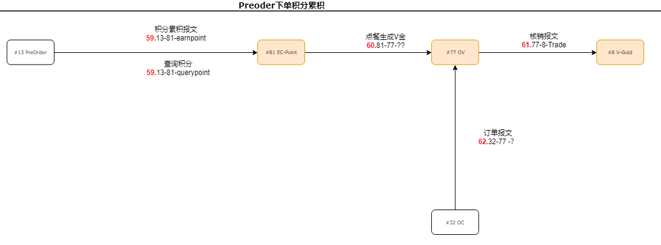 Preoder下单积分累积
积分累积报文
59.13-81-earnpoint
点餐生成V金
60.81-77-??
核销报文
61.77-8-Trade
#13 PreOrder
#81 EC-Point
#77 OV
#8 V-Gold
查询积分
59.13-81-querypoint
订单报文
62.32-77 -?
#32 OC